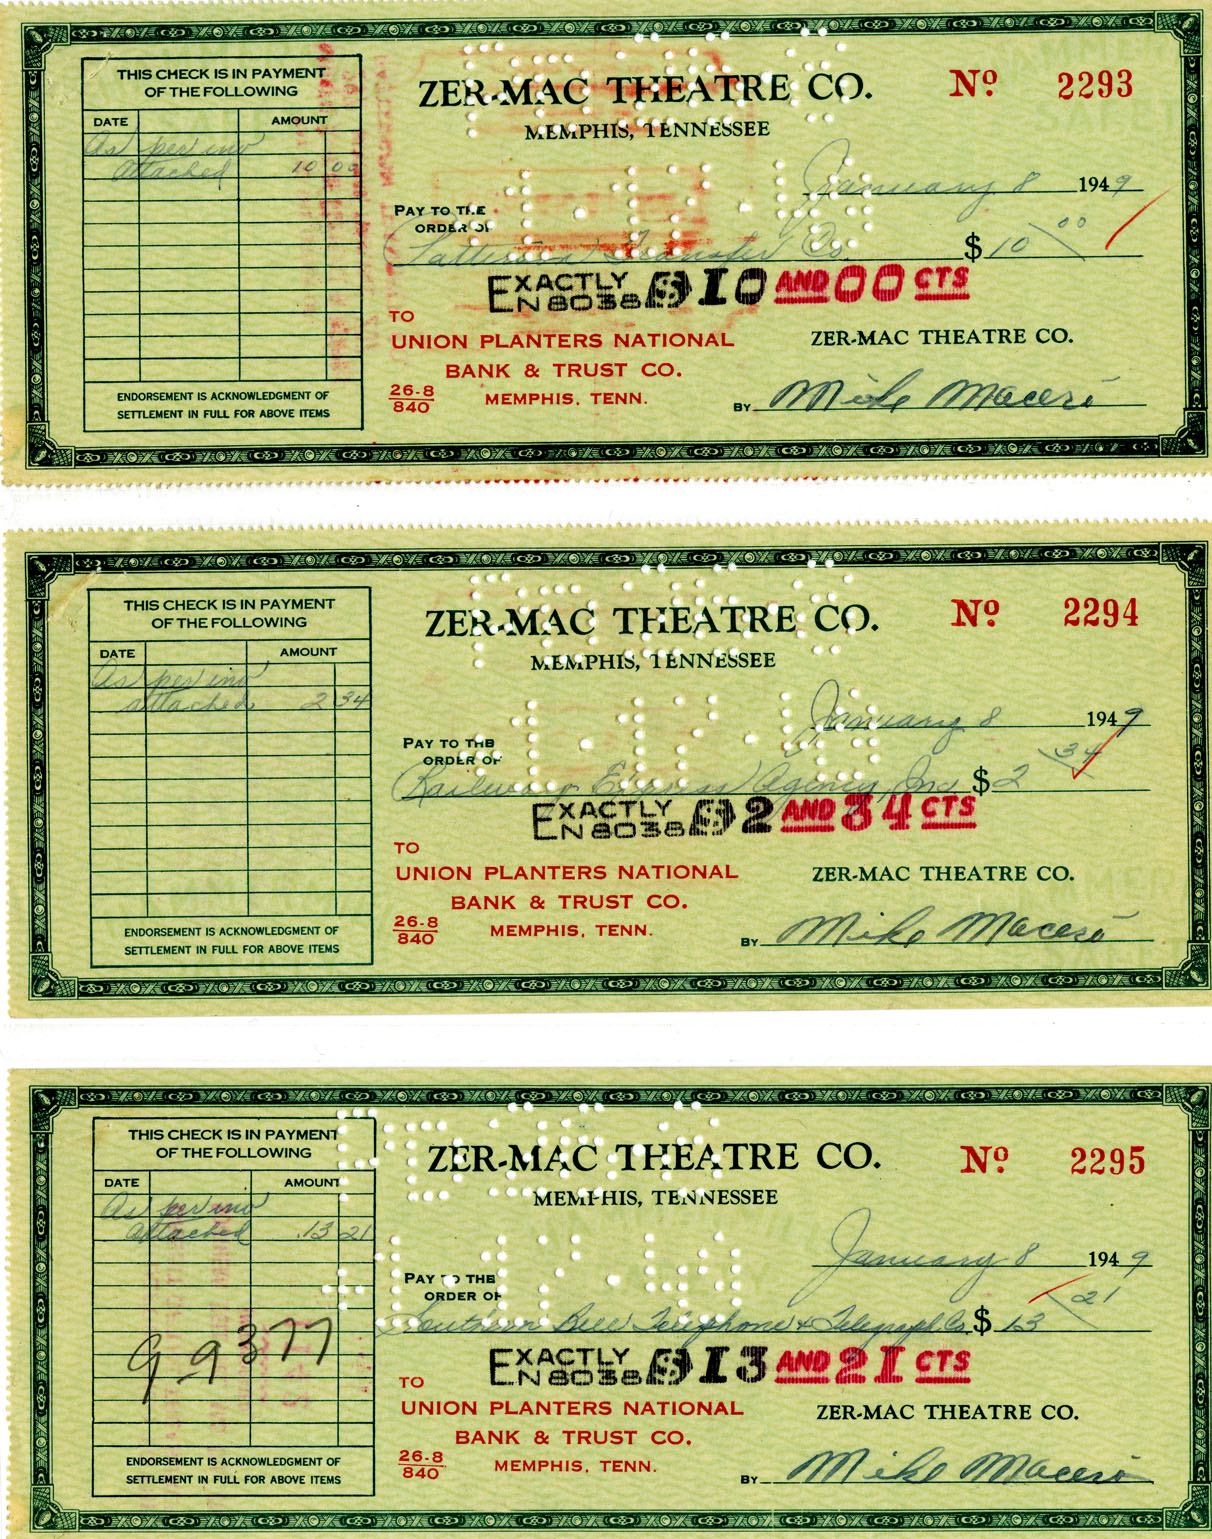 THIS CHECK IS IN PAYMENT
OF THE FOLLOWING
DATE AMOUNT
As per inv
attached 10 00
ENDORSEMENT IS ACKNOWLEDGMENT OF
SETTLEMENT IN FULL FOR ABOVE ITEMS
ZER-MAC THEATRE CO.
MEMPHIS, TENNESSEE
No. 2293
January 8 1949
PAY TO THE
ORDER OF
Transfer Co. $ 10 00
EXACTLY
EN8038 $10 AND 00 CTS
TO
UNION PLANTERS NATIONAL
BANK & TRUST CO.
26-8
840
MEMPHIS, TENN.
ZER-MAC THEATRE CO.
BY Mike Maceri
THIS CHECK IS IN PAYMENT
OF THE FOLLOWING
DATE AMOUNT
As per inv
attached 2 34
ENDORSEMENT IS ACKNOWLEDGMENT OF
SETTLEMENT IN FULL FOR ABOVE ITEMS
ZER-MAC THEATRE CO.
MEMPHIS, TENNESSEE
No. 2294
January 8 1949
PAY TO THE
ORDER OF
Railway Express Agency, Inc. $ 2 34
EXACTLY
EN8038 $2 AND 34 CTS
TO
UNION PLANTERS NATIONAL
BANK & TRUST CO.
26-8
840
MEMPHIS, TENN.
ZER-MAC THEATRE CO.
BY Mike Maceri
THIS CHECK IS IN PAYMENT
OF THE FOLLOWING
DATE AMOUNT
As per inv
attached 13 21
99377
ENDORSEMENT IS ACKNOWLEDGMENT OF
SETTLEMENT IN FULL FOR ABOVE ITEMS
ZER-MAC THEATRE CO.
MEMPHIS, TENNESSEE
No. 2295
January 8 1949
PAY TO THE
ORDER OF
Southern Bell Telephone & Telegraph Co. $ 13 21
EXACTLY
EN8038 $13 AND 21 CTS
TO
UNION PLANTERS NATIONAL
BANK & TRUST CO.
26-8
840
MEMPHIS, TENN.
ZER-MAC THEATRE CO.
BY Mike Maceri